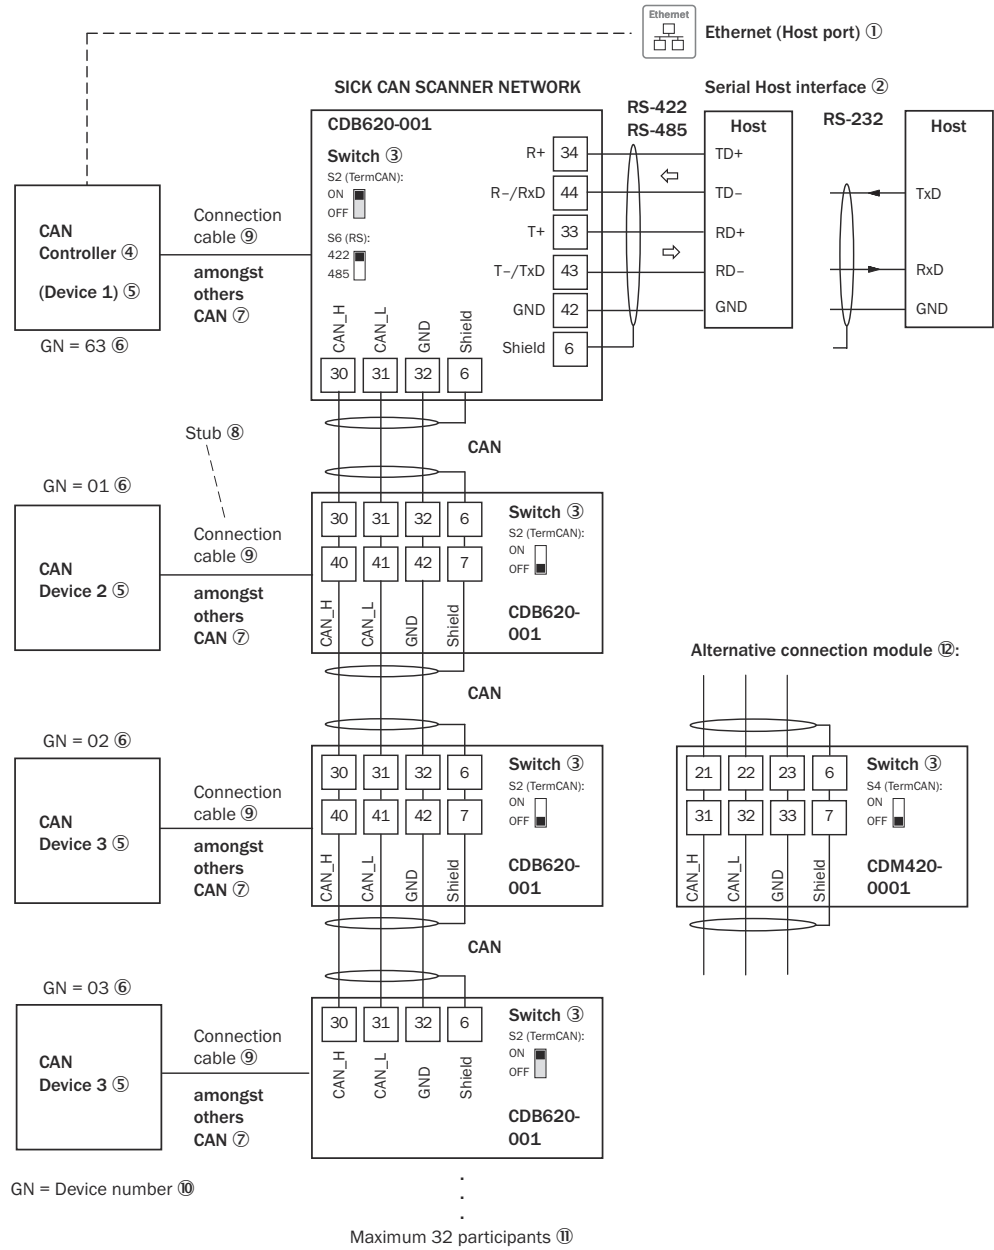 Ethernet
Ethernet (Host port) ①
SICK CAN SCANNER NETWORK
Serial Host interface ②
CDB620-001
Switch ③
S2 (TermCAN):
ON
OFF
S6 (RS):
422
485
R+ 34
R–/RxD 44
T+ 33
T–/TxD 43
GND 42
Shield 6
CAN_H
CAN_L
GND
Shield
30 31 32 6
RS-422
RS-485
Host
TD+
TD–
RD+
RD–
GND
RS-232
Host
TxD
RxD
GND
CAN
Controller ④
(Device 1) ⑤
GN = 63 ⑥
Connection
cable ⑨
amongst
others
CAN ⑦
CAN
Stub ⑧
GN = 01 ⑥
CAN
Device 2 ⑤
Connection
cable ⑨
amongst
others
CAN ⑦
30 31 32 6
40 41 42 7
CAN_H
CAN_L
GND
Shield
Switch ③
S2 (TermCAN):
ON
OFF
CDB620-
001
CAN
GN = 02 ⑥
CAN
Device 3 ⑤
Connection
cable ⑨
amongst
others
CAN ⑦
30 31 32 6
40 41 42 7
CAN_H
CAN_L
GND
Shield
Switch ③
S2 (TermCAN):
ON
OFF
CDB620-
001
Alternative connection module ⑫:
21 22 23 6
31 32 33 7
CAN_H
CAN_L
GND
Shield
Switch ③
S4 (TermCAN):
ON
OFF
CDM420-
0001
CAN
GN = 03 ⑥
CAN
Device 3 ⑤
Connection
cable ⑨
amongst
others
CAN ⑦
30 31 32 6
CAN_H
CAN_L
GND
Shield
Switch ③
S2 (TermCAN):
ON
OFF
CDB620-
001
GN = Device number ⑩
.
.
.
Maximum 32 participants ⑪